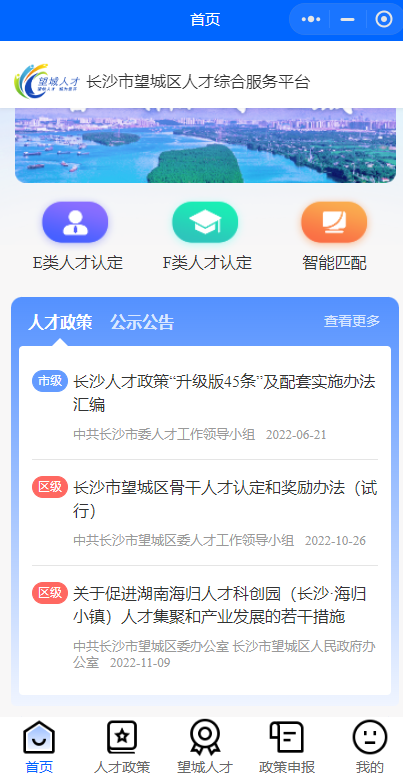 首页
望城人才
长沙市望城区人才综合服务平台
E类人才认定
F类人才认定
智能匹配
人才政策
公示公告
查看更多
市级
长沙人才政策“升级版45条”及配套实施办法
汇编
中共长沙市委人才工作领导小组 2022-06-21
区级
长沙市望城区骨干人才认定和奖励办法（试
行）
中共长沙市望城区委人才工作领导小组 2022-10-26
区级
关于促进湖南海归人才科创园（长沙·海归
小镇）人才集聚和产业发展的若干措施
中共长沙市望城区委办公室 长沙市望城区人民政府办
公室 2022-11-09
首页
人才政策
望城人才
政策申报
我的